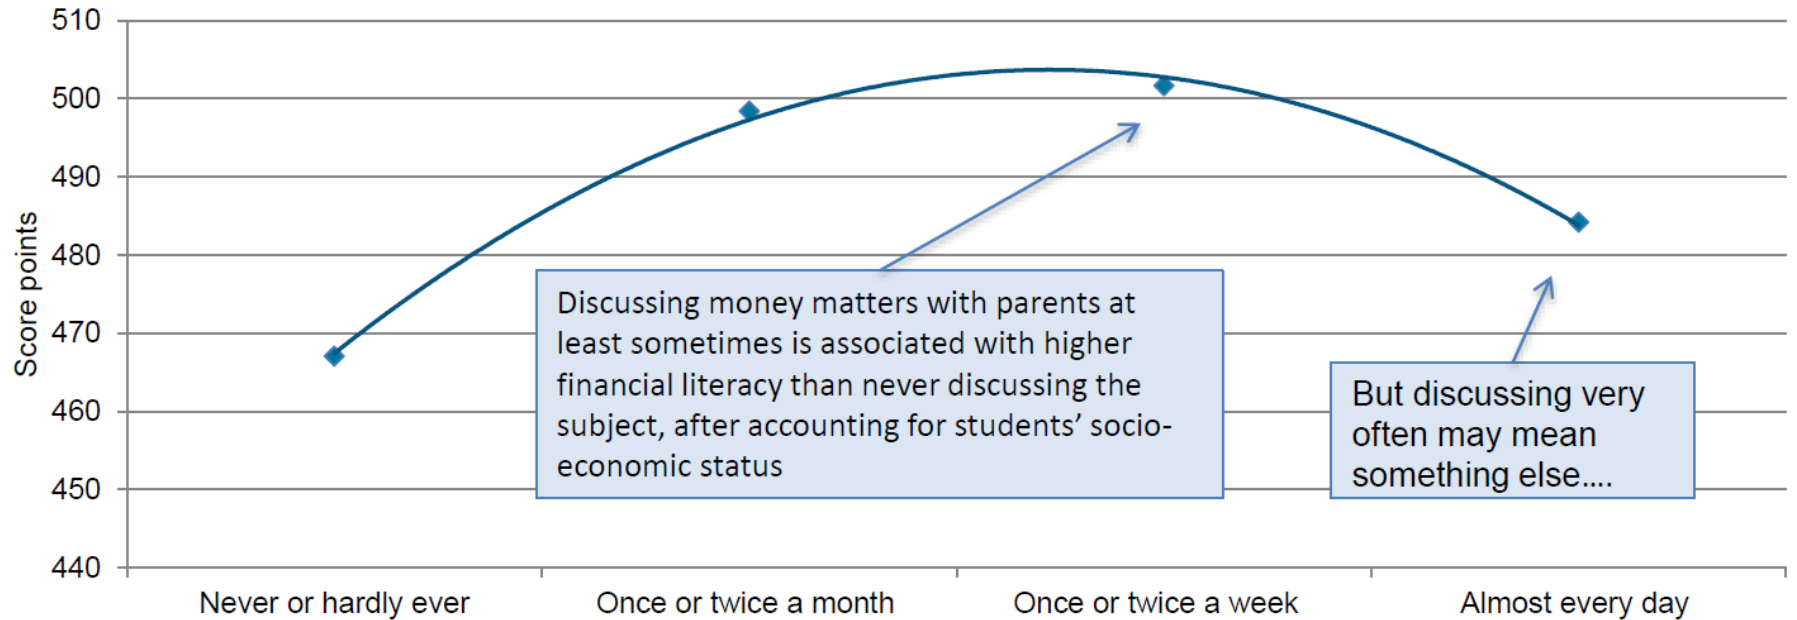 510
500
490
480
470
460
450
440
Score points
Discussing money matters with parents at
least sometimes is associated with higher
financial literacy than never discussing the
subject, after accounting for students’ socio-
economic status
But discussing very
often may mean
something else....
Never or hardly ever
Once or twice a month
Once or twice a week
Almost every day